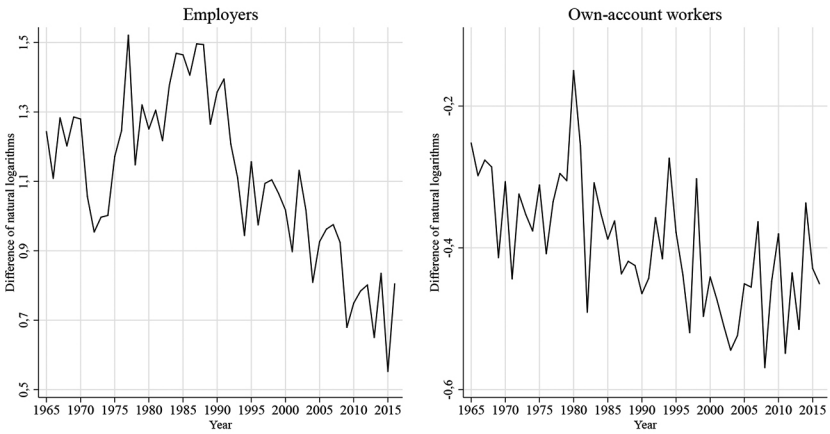 Employers
Difference of natural logarithms
1,5
1,3
1,1
0,9
0,7
0,5
1965 1970 1975 1980 1985 1990 1995 2000 2005 2010 2015
Year
Own-account workers
Difference of natural logarithms
-0,2
-0,4
-0,6
1965 1970 1975 1980 1985 1990 1995 2000 2005 2010 2015
Year